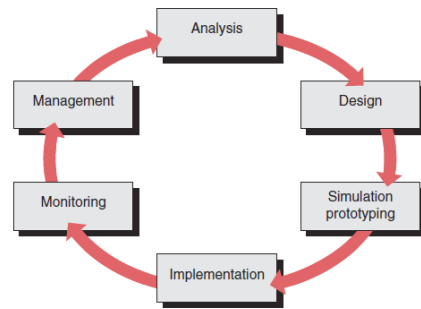 Analysis
Design
Simulation
prototyping
Implementation
Monitoring
Management